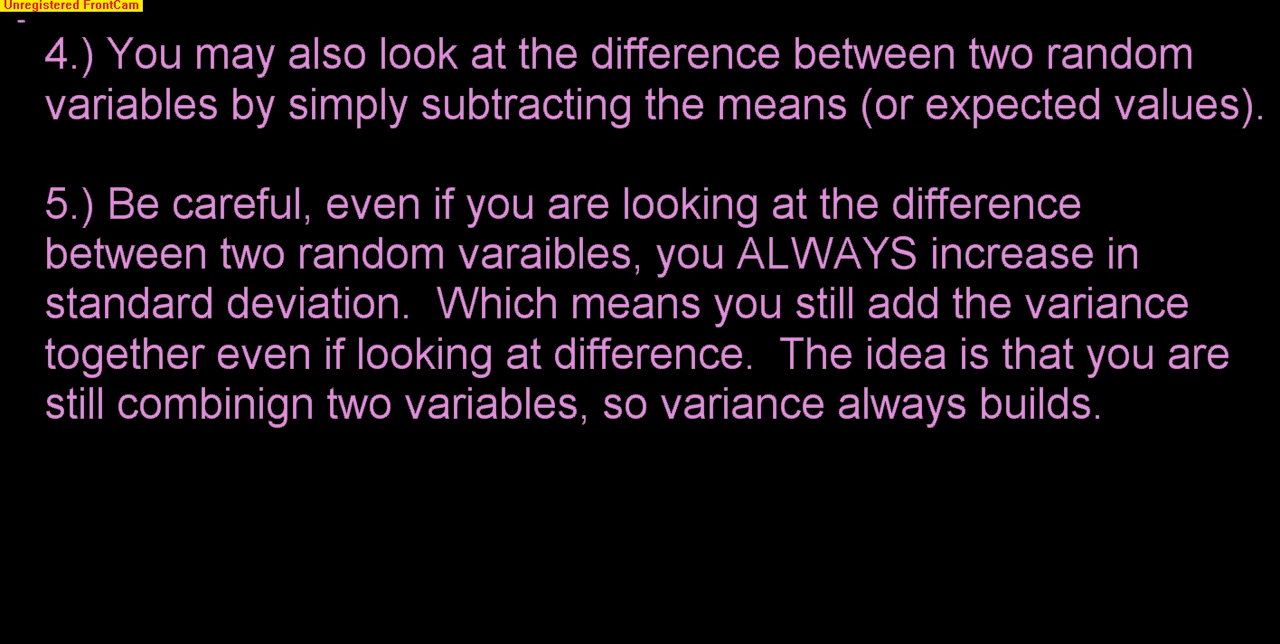 Unregistered FrontCam
4.) You may also look at the difference between two random
variables by simply subtracting the means (or expected values).
5.) Be careful, even if you are looking at the difference
between two random varaibles, you ALWAYS increase in
standard deviation.  Which means you still add the variance
together even if looking at difference.  The idea is that you are
still combinign two variables, so variance always builds.